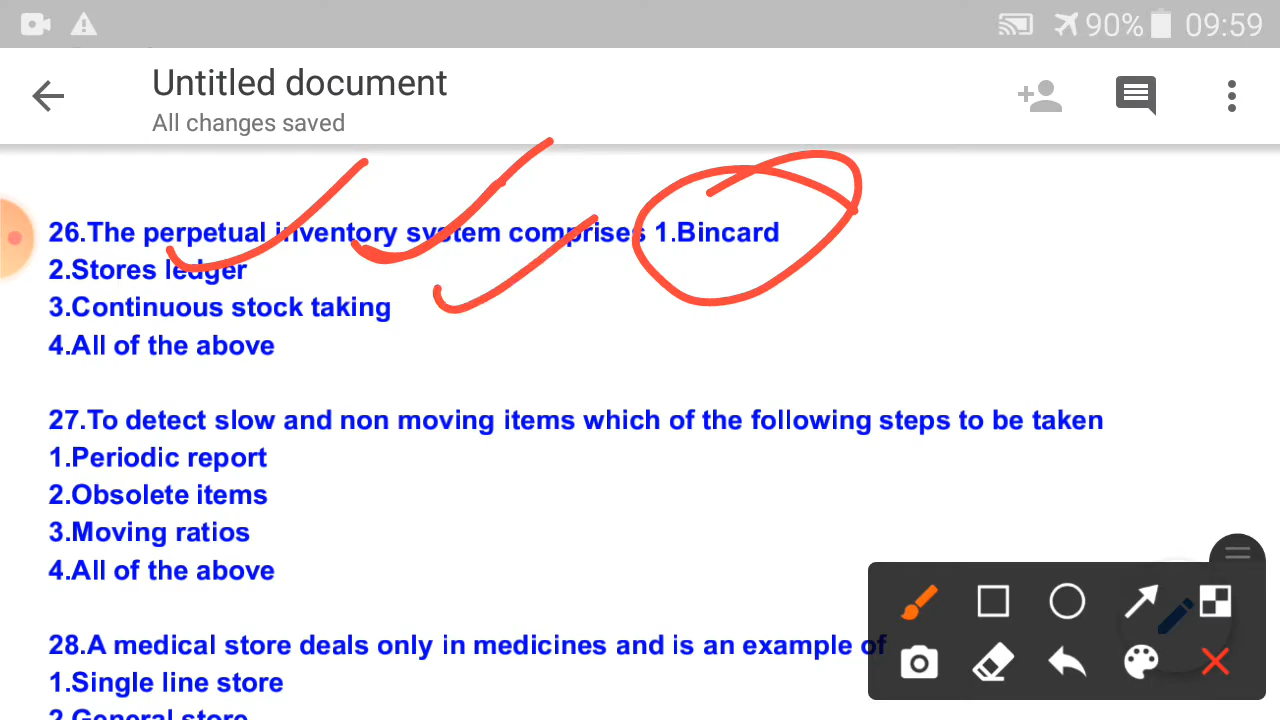 90% 09:59
Untitled document
All changes saved
26.The perpetual inventory system comprises 1.Bincard
2.Stores ledger
3.Continuous stock taking
4.All of the above
27.To detect slow and non moving items which of the following steps to be taken
1.Periodic report
2.Obsolete items
3.Moving ratios
4.All of the above
28.A medical store deals only in medicines and is an example of
1.Single line store
2.General store